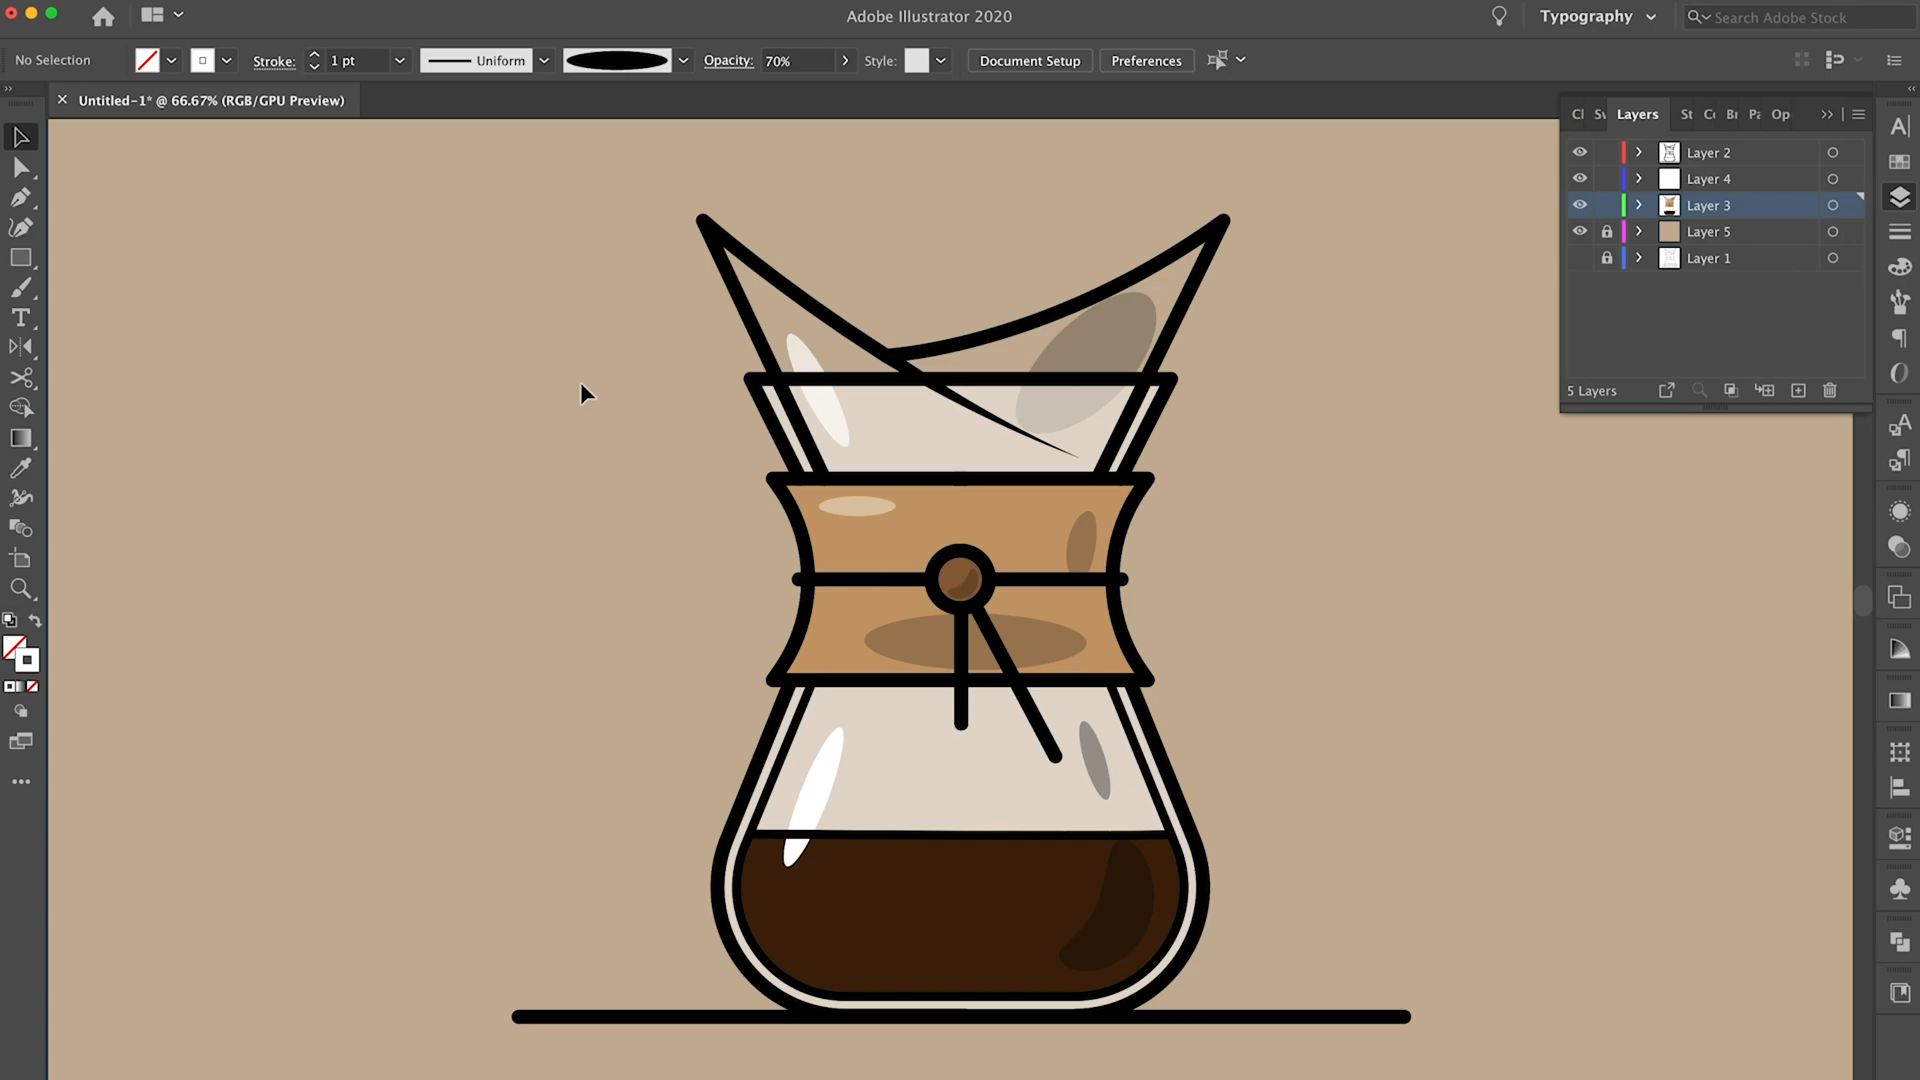 Adobe Illustrator 2020
Typography
Search Adobe Stock
No Selection
Stroke:
1 pt
Uniform
Opacity:
70%
Style:
Document Setup
Preferences
Untitled-1* @ 66.67% (RGB/GPU Preview)
Layers
St
Op
Layer 2
Layer 4
Layer 3
Layer 5
Layer 1
5 Layers